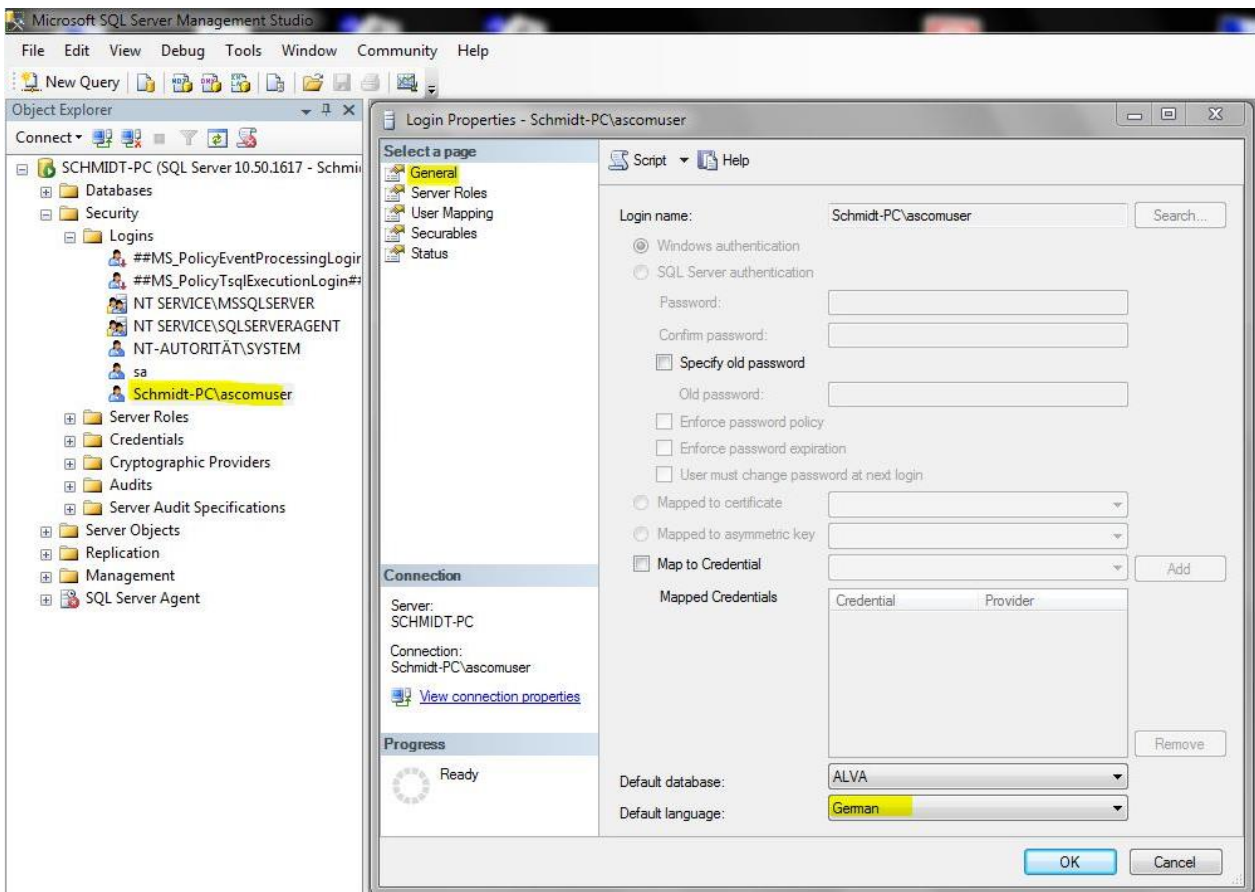 Microsoft SQL Server Management Studio
File Edit View Debug Tools Window Community Help
New Query
Object Explorer
Connect
SCHMIDT-PC (SQL Server 10.50.1617 - Schmi
Databases
Security
Logins
##MS_PolicyEventProcessingLogir
##MS_PolicyTsqlExecutionLogin##
NT SERVICE\MSSQLSERVER
NT SERVICE\SQLSERVERAGENT
NT-AUTORITÄT\SYSTEM
sa
Schmidt-PC\ascomuser
Server Roles
Credentials
Cryptographic Providers
Audits
Server Audit Specifications
Server Objects
Replication
Management
SQL Server Agent
Login Properties - Schmidt-PC\ascomuser
Select a page
General
Server Roles
User Mapping
Securables
Status
Connection
Server:
SCHMIDT-PC
Connection:
Schmidt-PC\ascomuser
View connection properties
Progress
Ready
Script Help
Login name: Schmidt-PC\ascomuser Search...
Windows authentication
SQL Server authentication
Password:
Confirm password:
Specify old password
Old password:
Enforce password policy
Enforce password expiration
User must change password at next login
Mapped to certificate
Mapped to asymmetric key
Map to Credential Add
Mapped Credentials Credential Provider
Remove
Default database: ALVA
Default language: German
OK Cancel